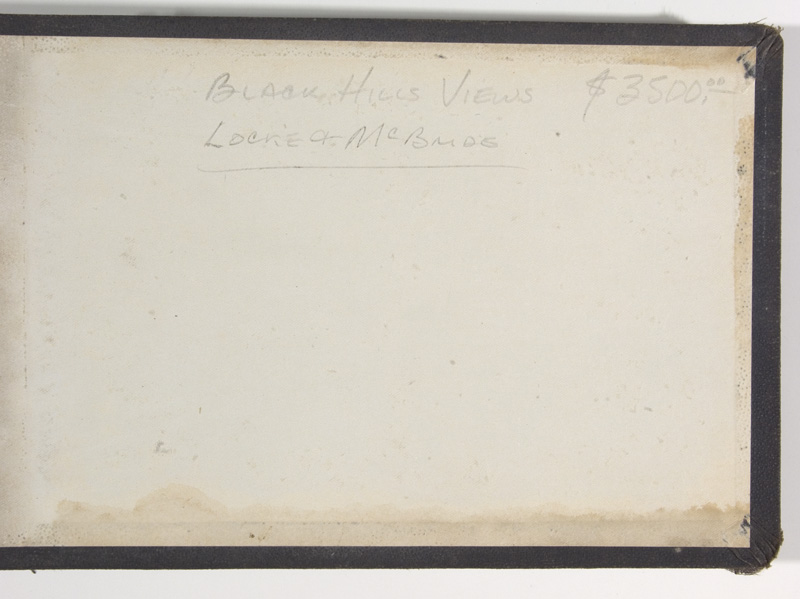 BLACK HILLS VIEWS $3500.00
LOCKE & McBRIDE